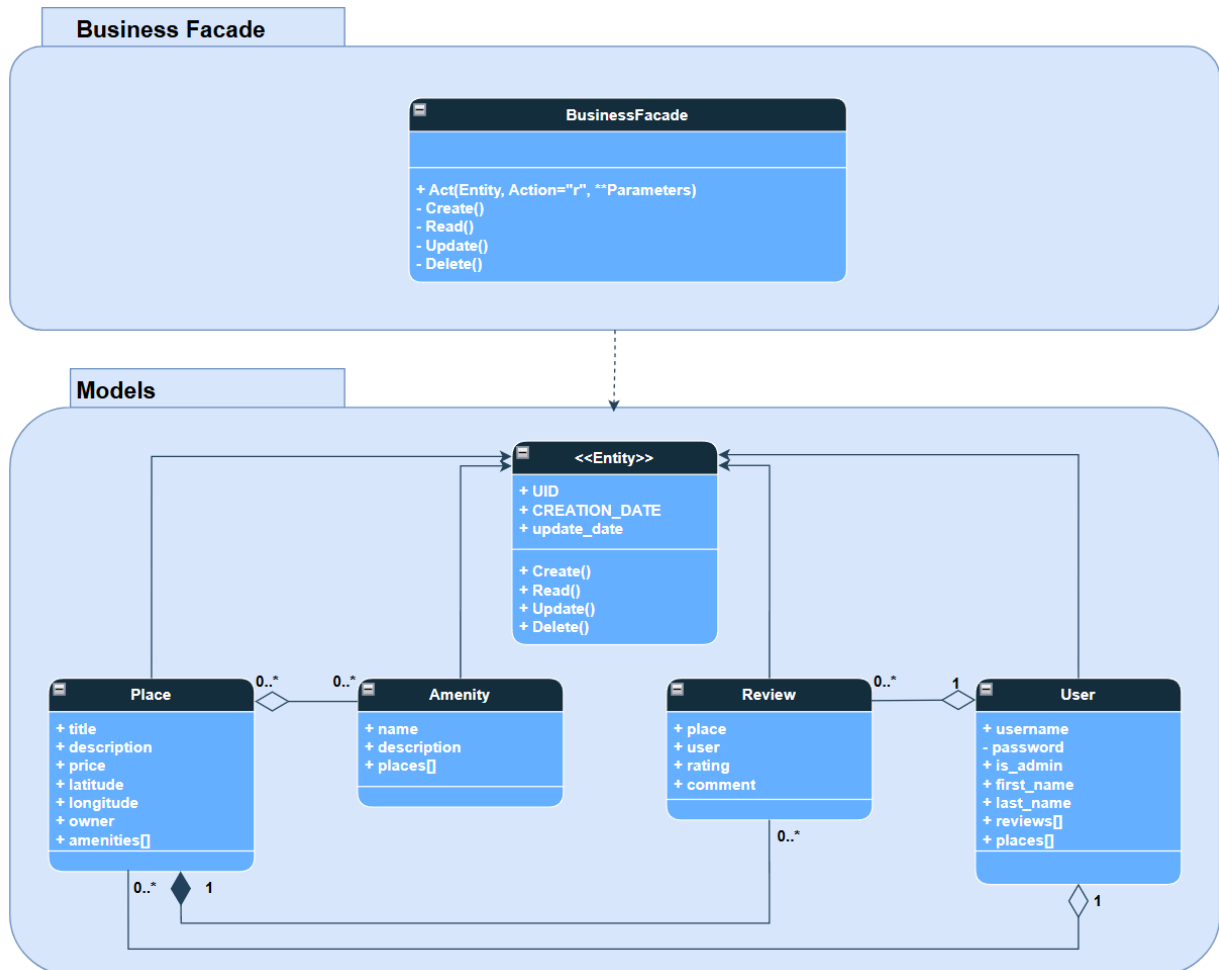 Business Facade
BusinessFacade
+ Act(Entity, Action="r", **Parameters)
- Create()
- Read()
- Update()
- Delete()
Models
<<Entity>>
+ UID
+ CREATION_DATE
+ update_date
+ Create()
+ Read()
+ Update()
+ Delete()
Place
+ title
+ description
+ price
+ latitude
+ longitude
+ owner
+ amenities[]
0..*
0..*
Amenity
+ name
+ description
+ places[]
Review
+ place
+ user
+ rating
+ comment
0..*
1
User
+ username
- password
+ is_admin
+ first_name
+ last_name
+ reviews[]
+ places[]
0..*
0..*
1
1